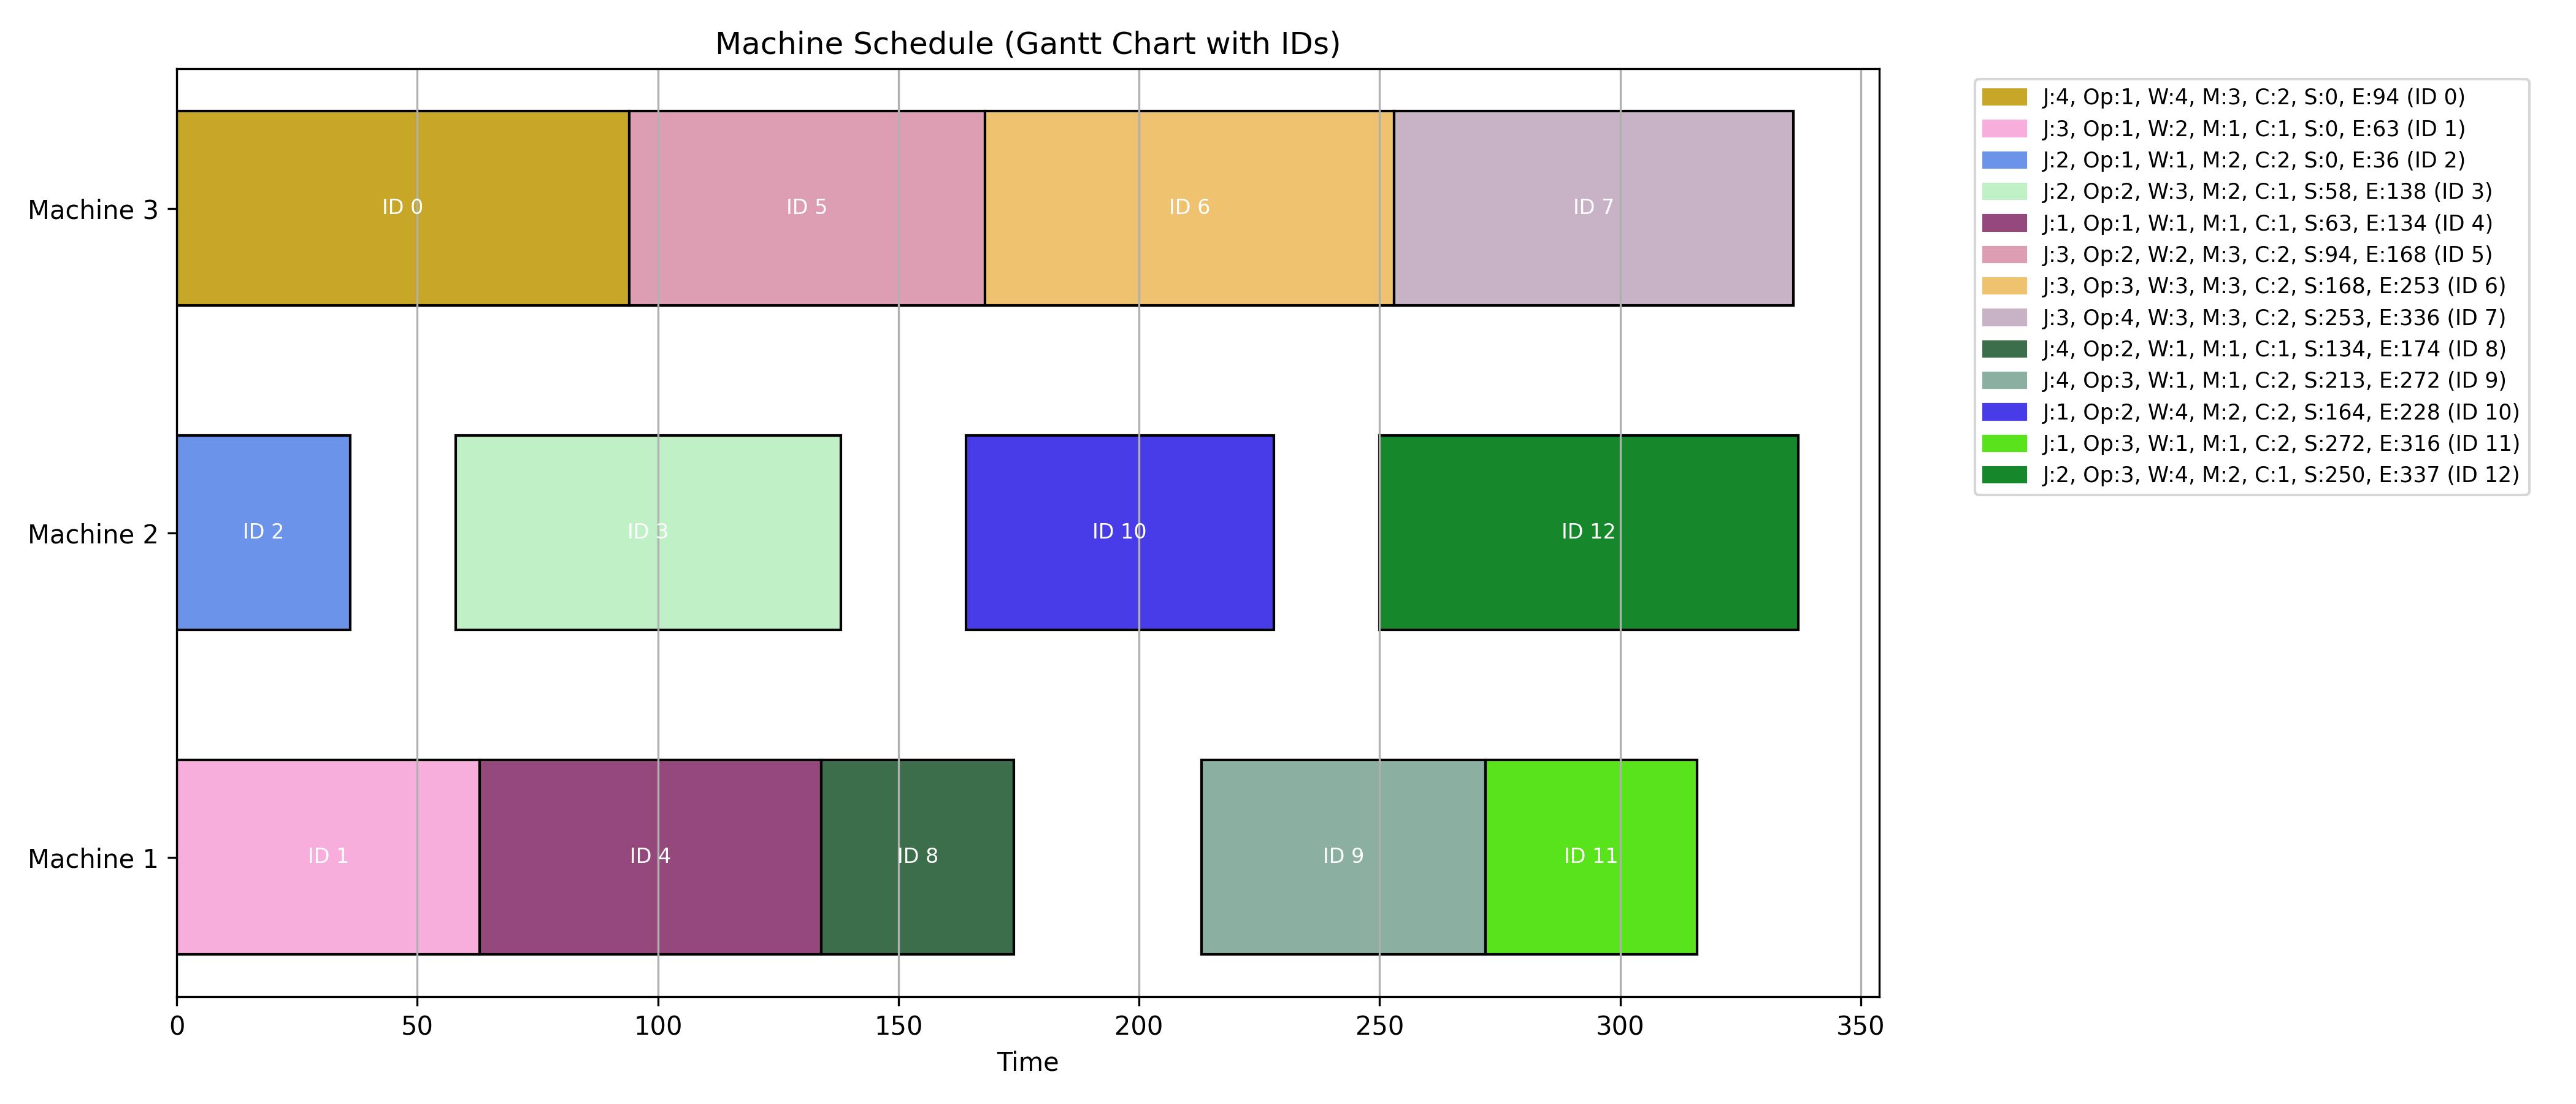 Machine Schedule (Gantt Chart with IDs)
Machine 3
ID 0
ID 5
ID 6
ID 7
Machine 2
ID 2
ID 3
ID 10
ID 12
Machine 1
ID 1
ID 4
ID 8
ID 9
ID 11
0 50 100 150 200 250 300 350
Time
J:4, Op:1, W:4, M:3, C:2, S:0, E:94 (ID 0)
J:3, Op:1, W:2, M:1, C:1, S:0, E:63 (ID 1)
J:2, Op:1, W:1, M:2, C:2, S:0, E:36 (ID 2)
J:2, Op:2, W:3, M:2, C:1, S:58, E:138 (ID 3)
J:1, Op:1, W:1, M:1, C:1, S:63, E:134 (ID 4)
J:3, Op:2, W:2, M:3, C:2, S:94, E:168 (ID 5)
J:3, Op:3, W:3, M:3, C:2, S:168, E:253 (ID 6)
J:3, Op:4, W:3, M:3, C:2, S:253, E:336 (ID 7)
J:4, Op:2, W:1, M:1, C:1, S:134, E:174 (ID 8)
J:4, Op:3, W:1, M:1, C:2, S:213, E:272 (ID 9)
J:1, Op:2, W:4, M:2, C:2, S:164, E:228 (ID 10)
J:1, Op:3, W:1, M:1, C:2, S:272, E:316 (ID 11)
J:2, Op:3, W:4, M:2, C:1, S:250, E:337 (ID 12)